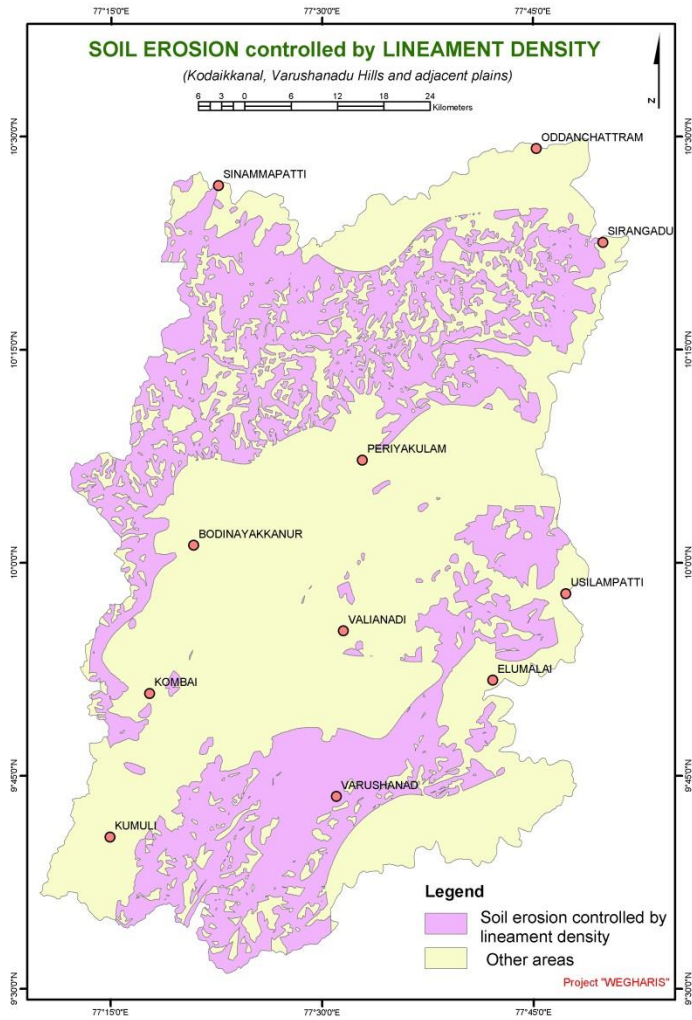 77°15'0"E 77°30'0"E 77°45'0"E
SOIL EROSION controlled by LINEAMENT DENSITY
(Kodaikkanal, Varushanadu Hills and adjacent plains)
6 3 0 6 12 18 24
Kilometers
N
10°30'0"N 10°30'0"N
ODDANCHATTRAM
SINAMMAPATTI
SIRANGADU
10°15'0"N 10°15'0"N
PERIYAKULAM
BODINAYAKKANUR
10°0'0"N 10°0'0"N
USILAMPATTI
VALIANADI
ELUMALAI
KOMBAI
9°45'0"N 9°45'0"N
VARUSHANAD
KUMULI
Legend
Soil erosion controlled by
lineament density
Other areas
Project "WEGHARIS"
9°30'0"N 9°30'0"N
77°15'0"E 77°30'0"E 77°45'0"E